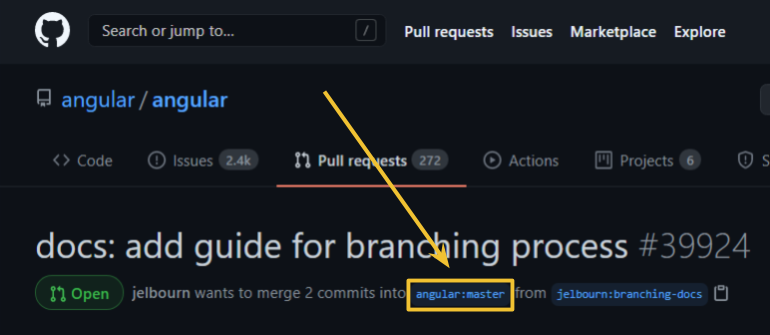 Search or jump to... / Pull requests Issues Marketplace Explore
angular / angular
Code Issues 2.4k Pull requests 272 Actions Projects 6 S
docs: add guide for branching process #39924
Open jelbourn wants to merge 2 commits into angular:master from jelbourn:branching-docs